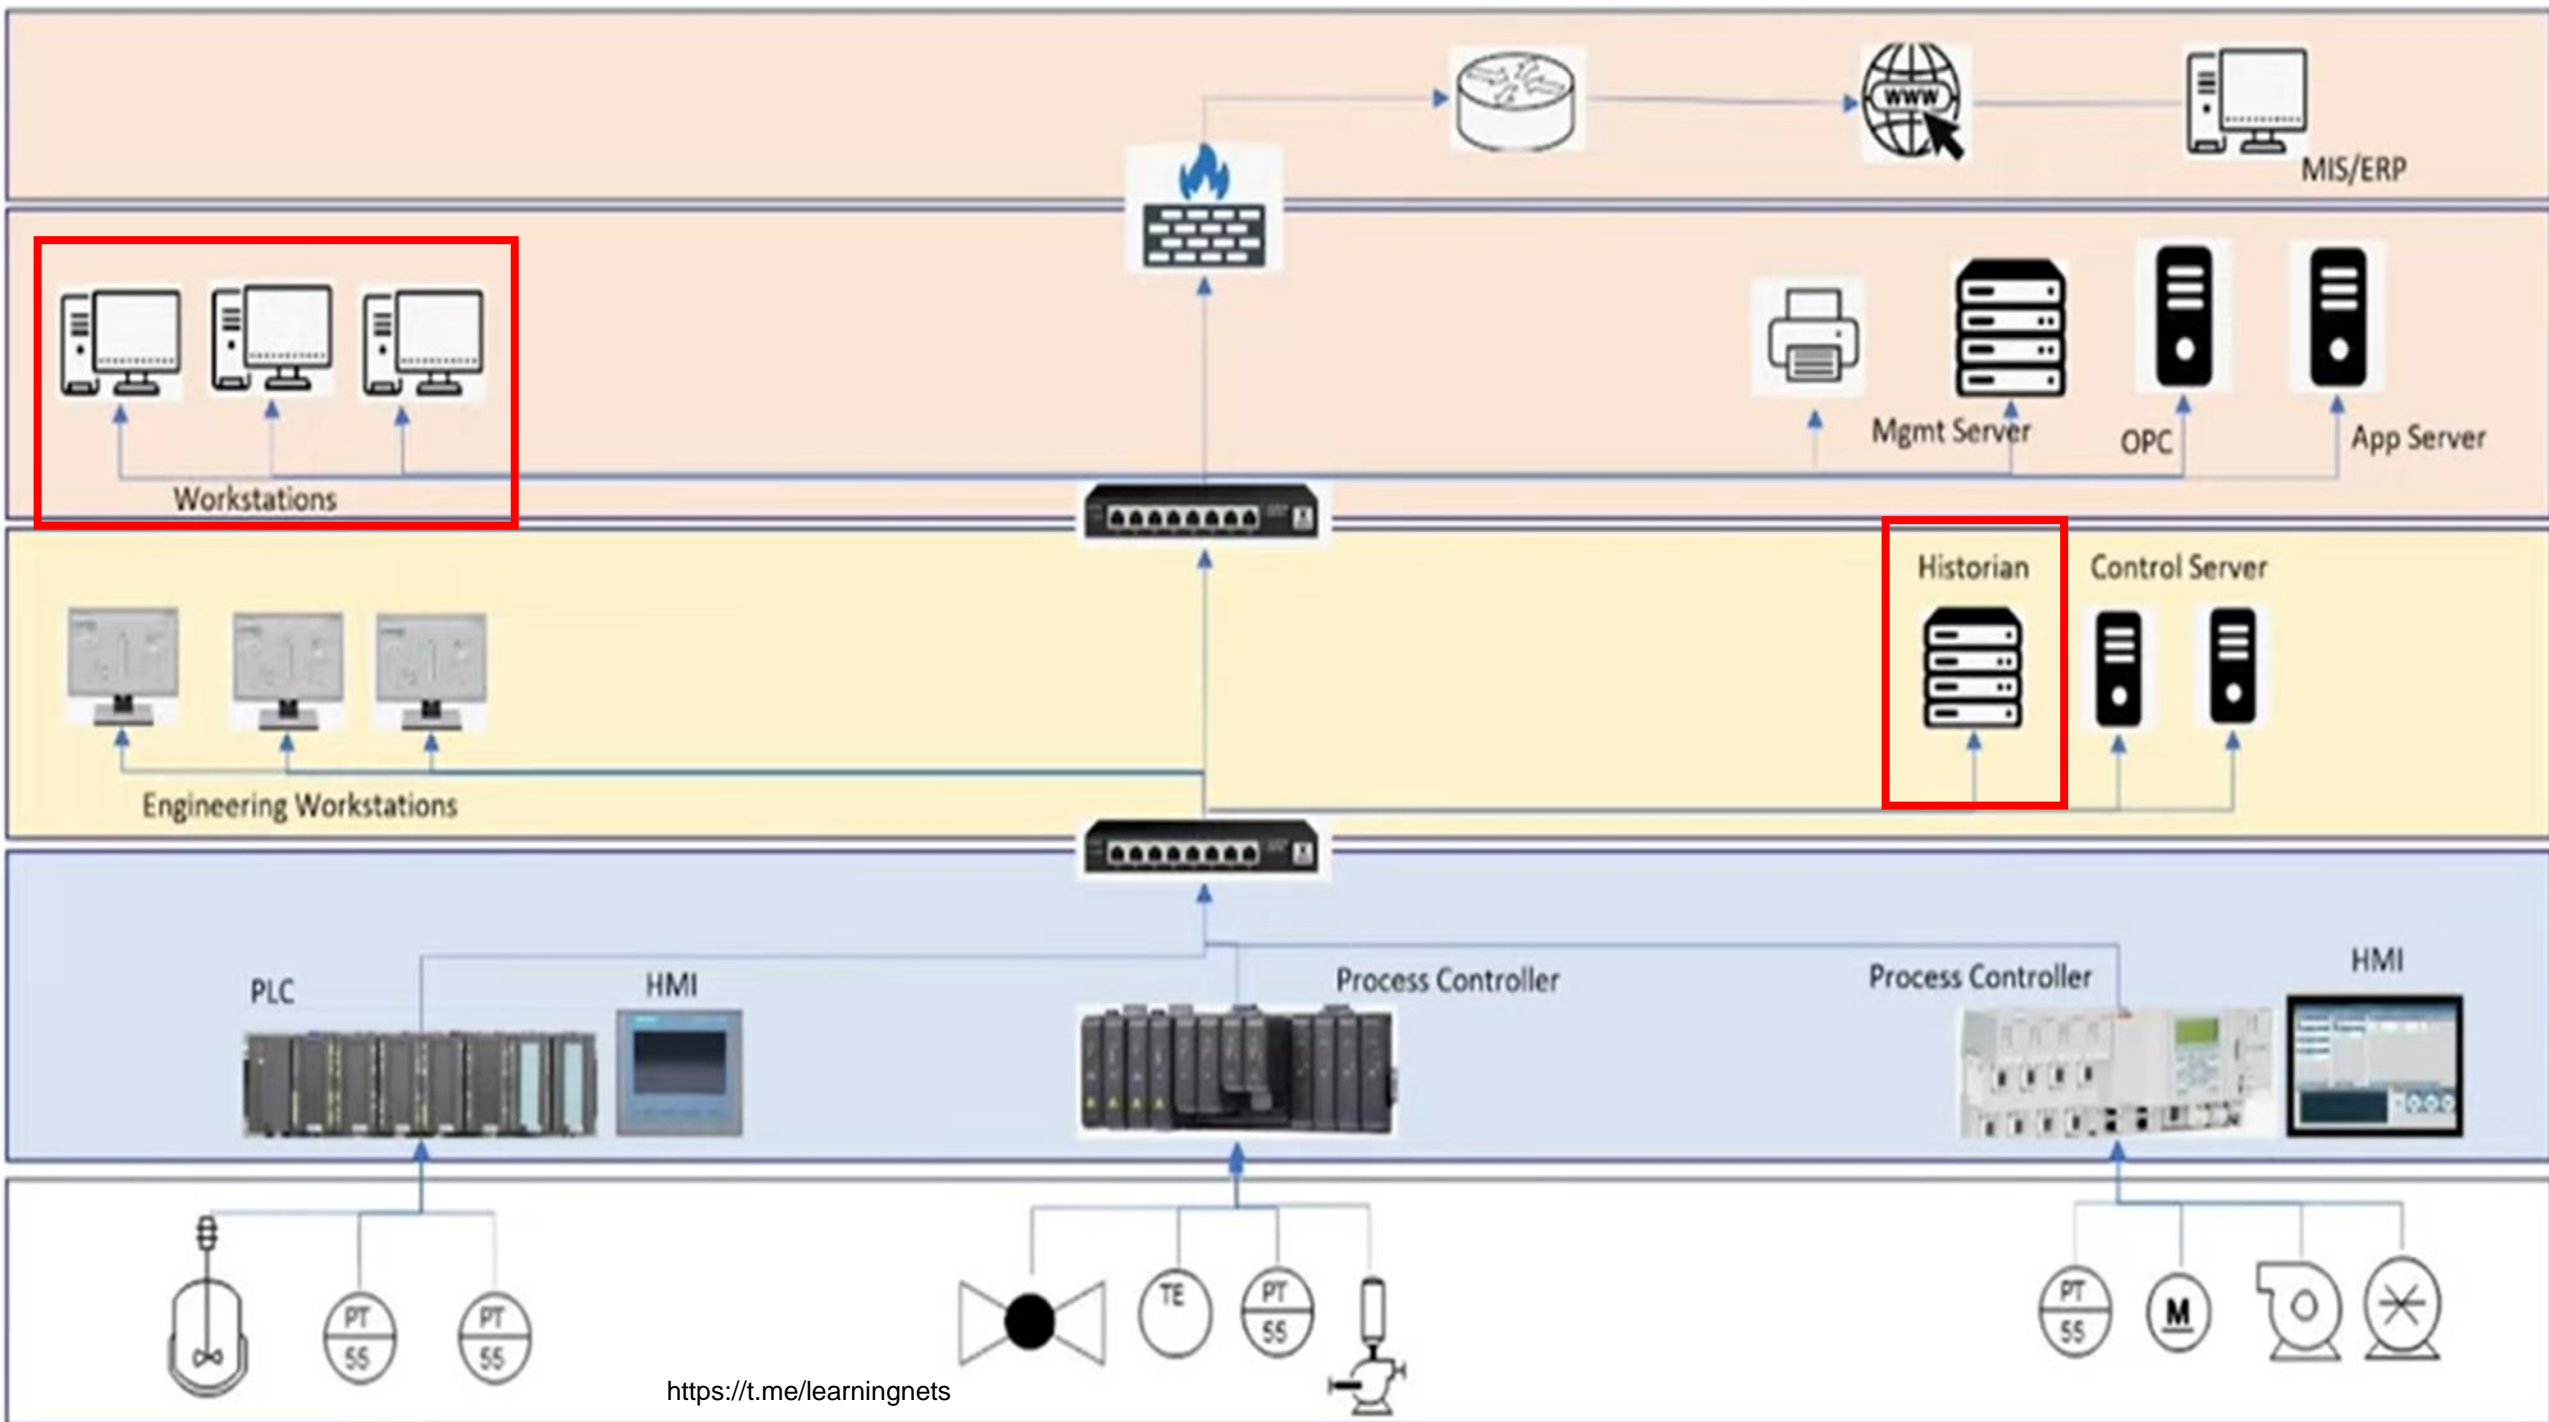 WWW
MIS/ERP
Mgmt Server
OPC
App Server
Workstations
Historian
Control Server
Engineering Workstations
PLC
HMI
Process Controller
Process Controller
HMI
PT
55
PT
55
TE
PT
55
PT
55
M
https://t.me/learningnets